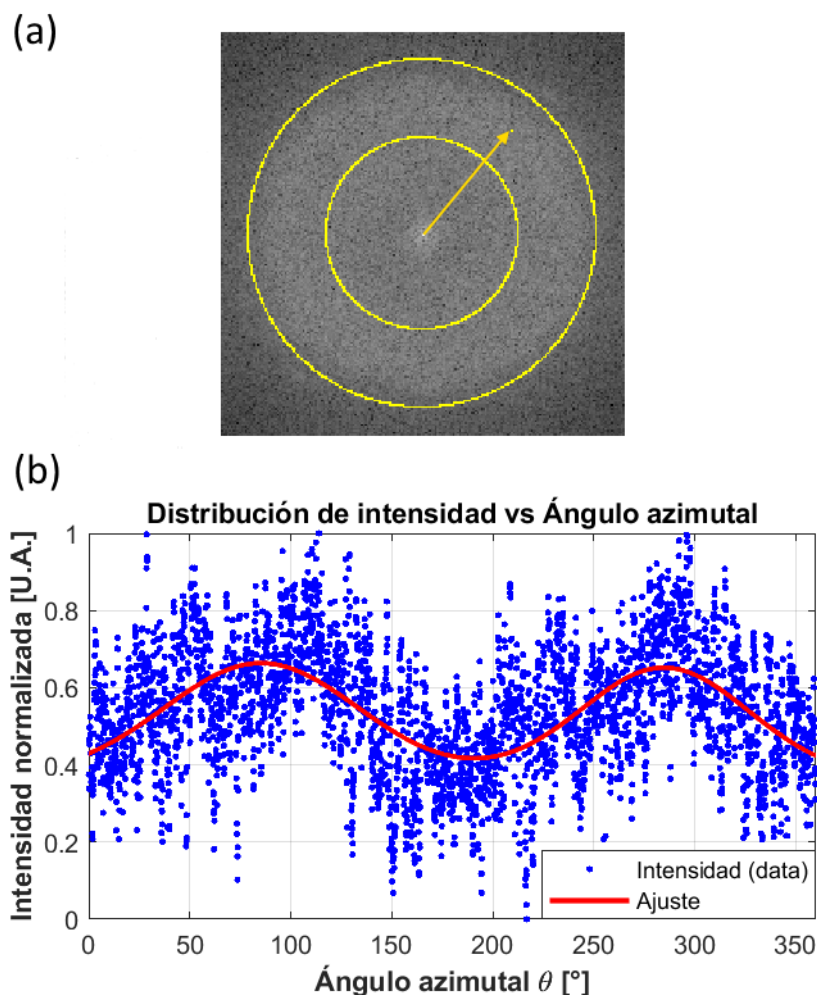 (a)
(b)
Distribución de intensidad vs Ángulo azimutal
Intensidad normalizada [U.A.]
1
0.8
0.6
0.4
0.2
0
Intensidad (data)
Ajuste
0 50 100 150 200 250 300 350
Ángulo azimutal θ [°]